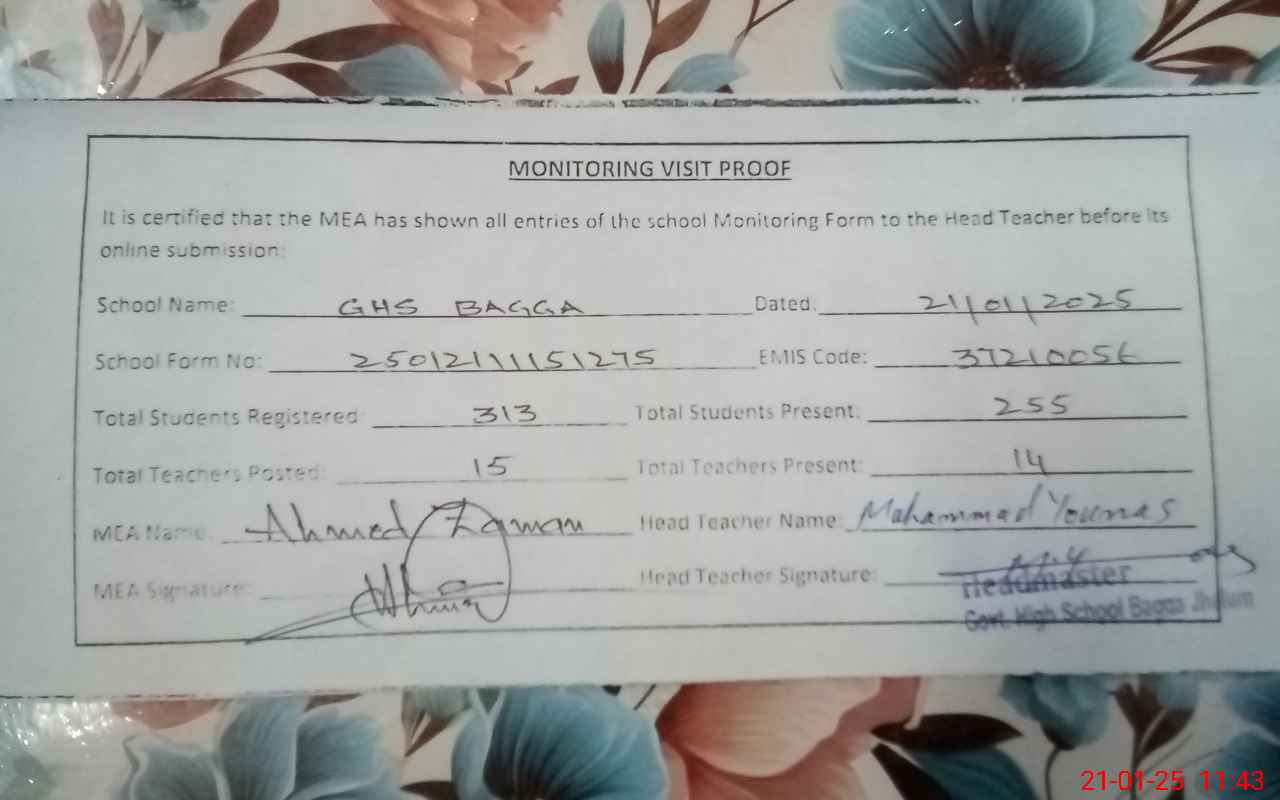 MONITORING VISIT PROOF
It is certified that the MEA has shown all entries of the school Monitoring Form to the Head Teacher before its
online submission:
School Name: GHS BAGGA Dated: 21/01/2025
School Form No: 25012111151275 EMIS Code: 37210056
Total Students Registered: 313 Total Students Present: 255
Total Teachers Posted: 15 Total Teachers Present: 14
MEA Name: Ahmed Zaman Head Teacher Name: Mohammad Younas
MEA Signature: Head Teacher Signature:
Headmaster
Govt. High School Bagga Jhelum
21-01-25 11:43